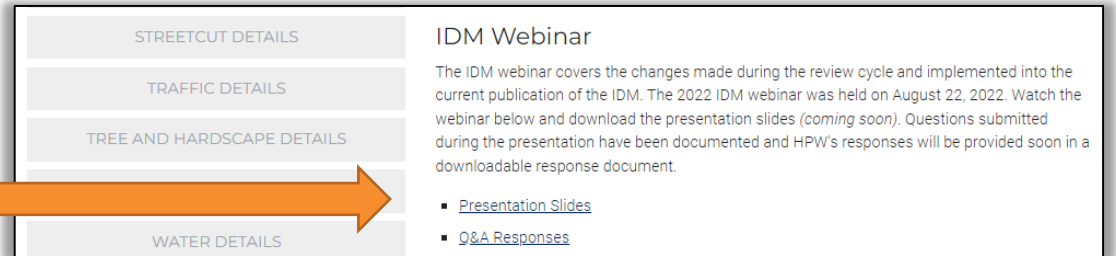 STREETCUT DETAILS
TRAFFIC DETAILS
TREE AND HARDSCAPE DETAILS
WATER DETAILS
IDM Webinar
The IDM webinar covers the changes made during the review cycle and implemented into the
current publication of the IDM. The 2022 IDM webinar was held on August 22, 2022. Watch the
webinar below and download the presentation slides (coming soon). Questions submitted
during the presentation have been documented and HPW's responses will be provided soon in a
downloadable response document.
▪ Presentation Slides
▪ Q&A Responses